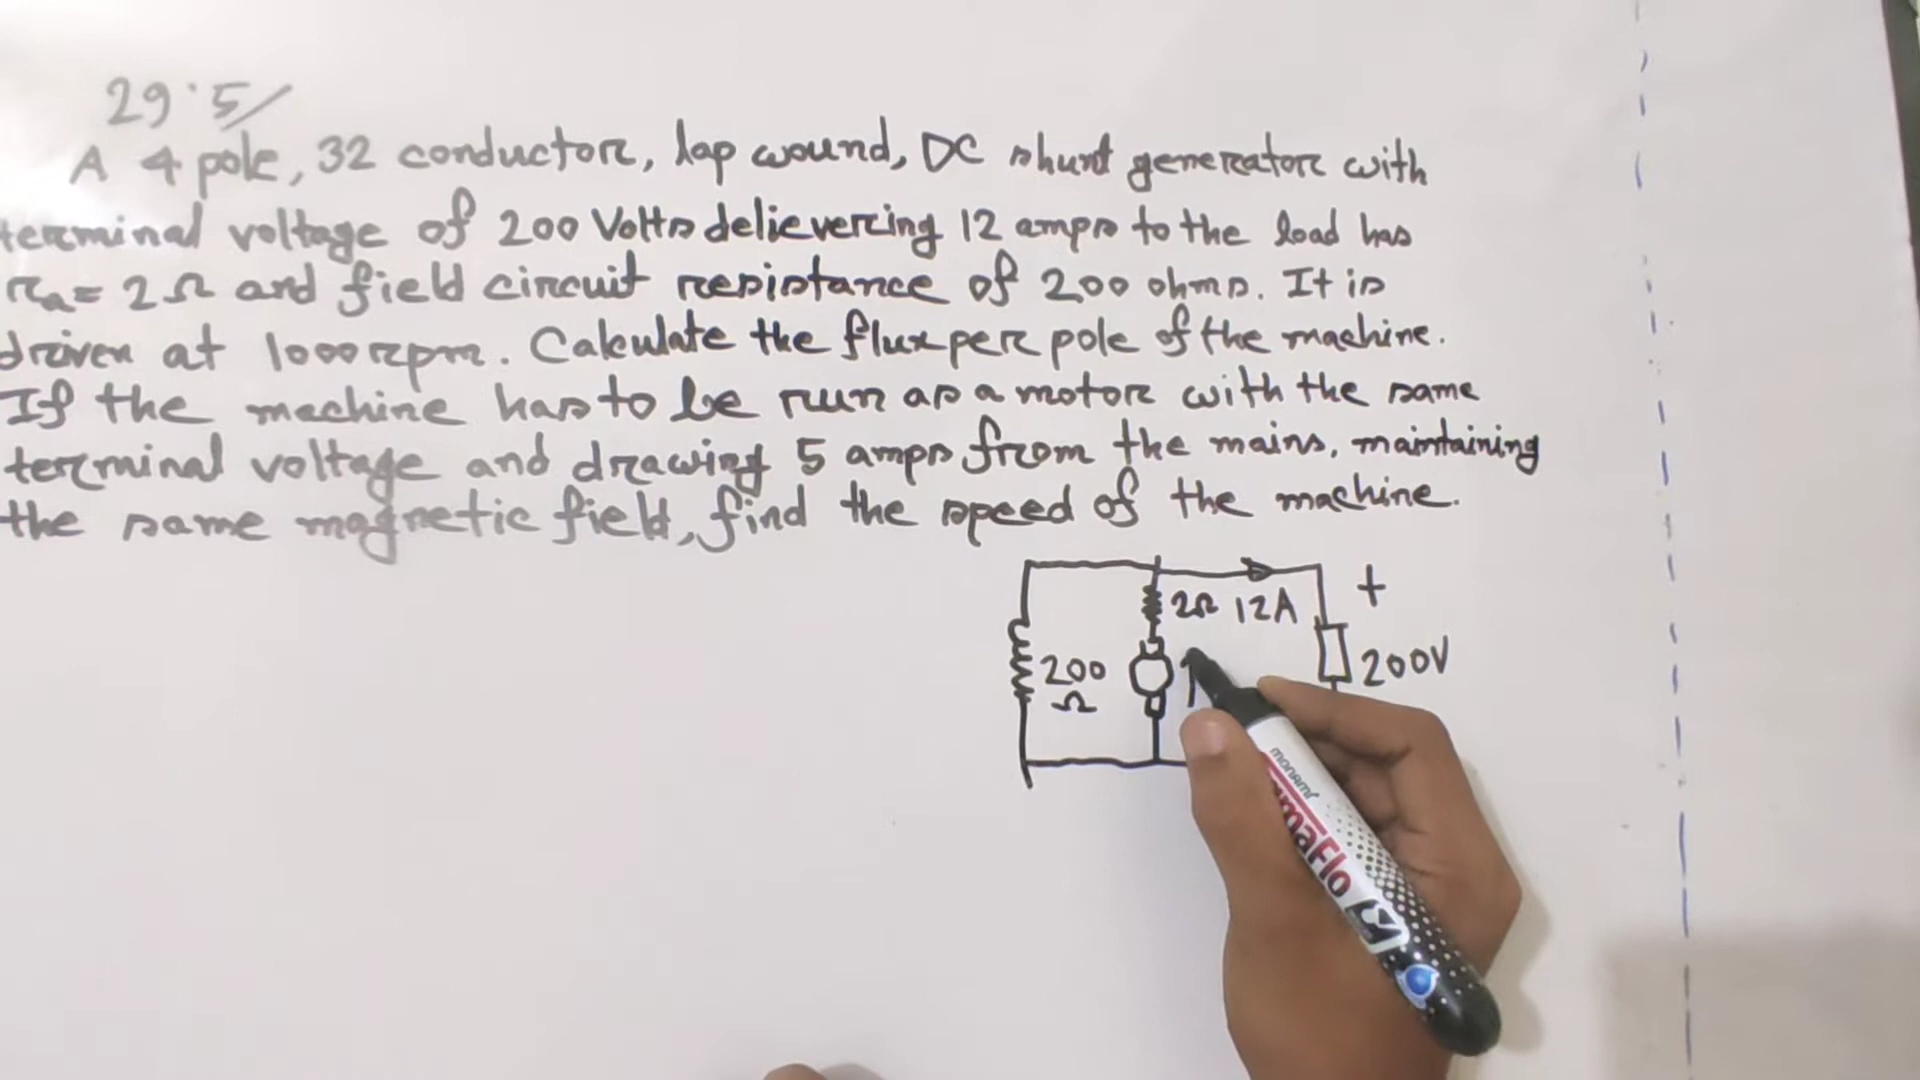 29.5/
A 4 pole, 32 conductor, lap wound, DC shunt generator with
terminal voltage of 200 Volts delievering 12 amps to the load has
ra= 2Ω and field circuit resistance of 200 ohms. It is
driven at 1000rpm. Calculate the flux per pole of the machine.
If the machine has to be run as a motor with the same
terminal voltage and drawing 5 amps from the mains, maintaining
the same magnetic field, find the speed of the machine.
2Ω 12A +
200 Ω 200V
monami
maFlo